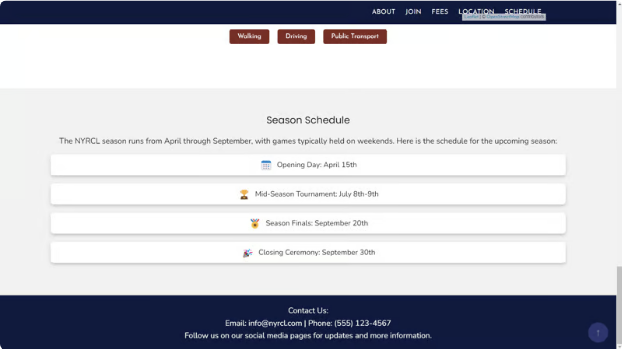 ABOUT JOIN FEES LOCATION SCHEDULE
Leaflet | © OpenStreetMap contributors
Walking Driving Public Transport
Season Schedule
The NYRCL season runs from April through September, with games typically held on weekends. Here is the schedule for the upcoming season:
Opening Day: April 15th
Mid-Season Tournament: July 8th-9th
Season Finals: September 20th
Closing Ceremony: September 30th
Contact Us:
Email: info@nyrcl.com | Phone: (555) 123-4567
Follow us on our social media pages for updates and more information.